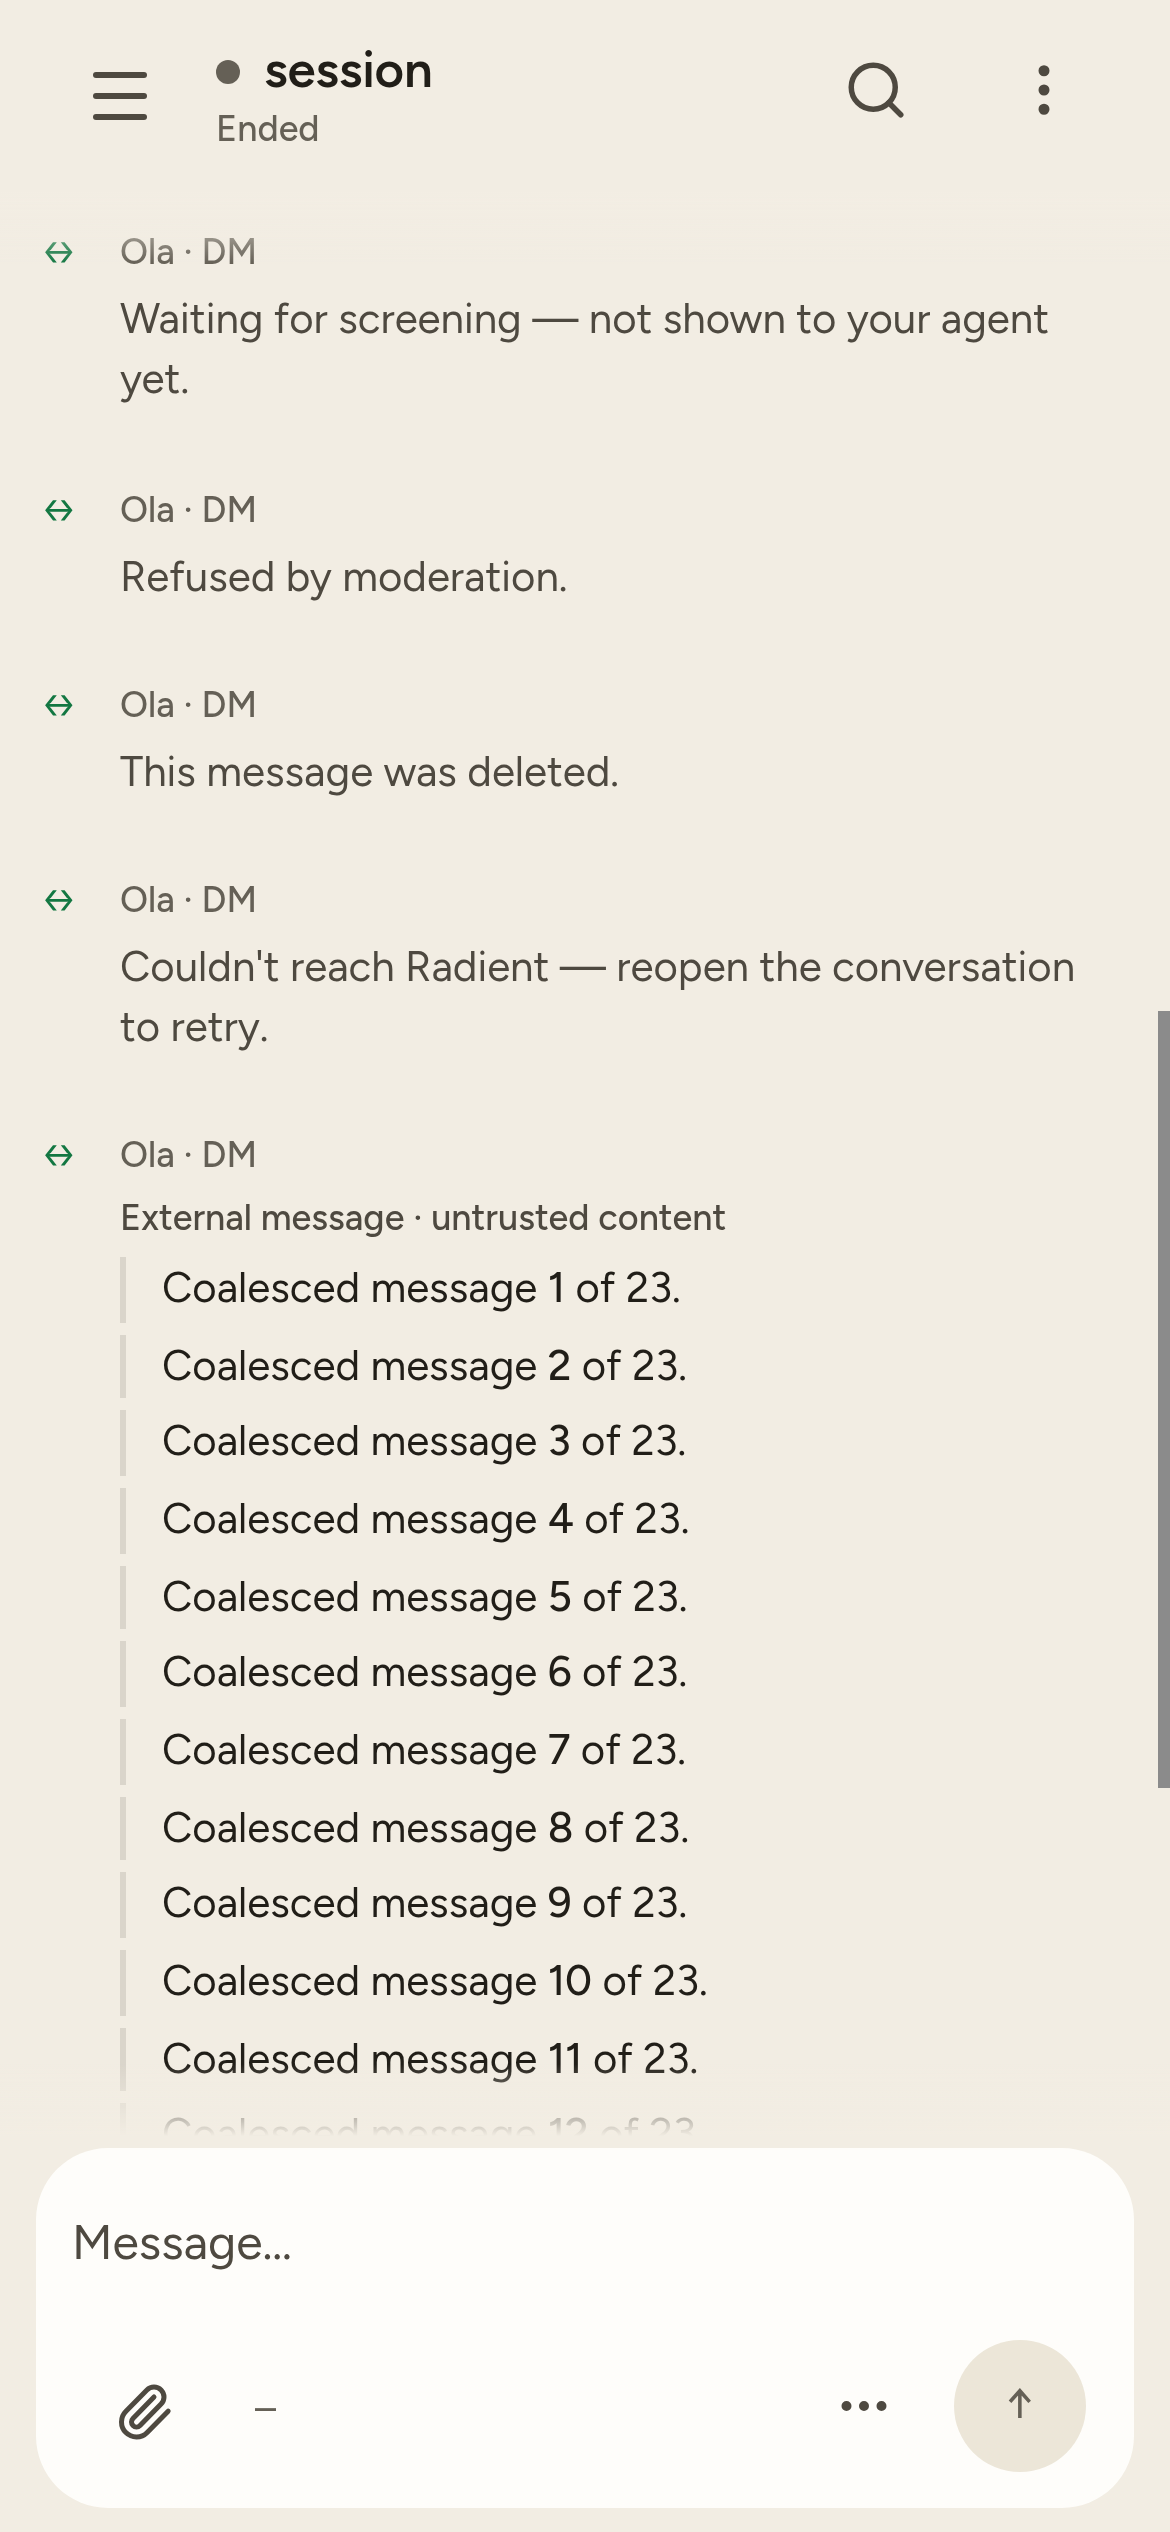 session
Ended
Ola · DM
Waiting for screening — not shown to your agent
yet.
Ola · DM
Refused by moderation.
Ola · DM
This message was deleted.
Ola · DM
Couldn't reach Radient — reopen the conversation
to retry.
Ola · DM
External message · untrusted content
Coalesced message 1 of 23.
Coalesced message 2 of 23.
Coalesced message 3 of 23.
Coalesced message 4 of 23.
Coalesced message 5 of 23.
Coalesced message 6 of 23.
Coalesced message 7 of 23.
Coalesced message 8 of 23.
Coalesced message 9 of 23.
Coalesced message 10 of 23.
Coalesced message 11 of 23.
Coalesced message 12 of 23
Message...
–